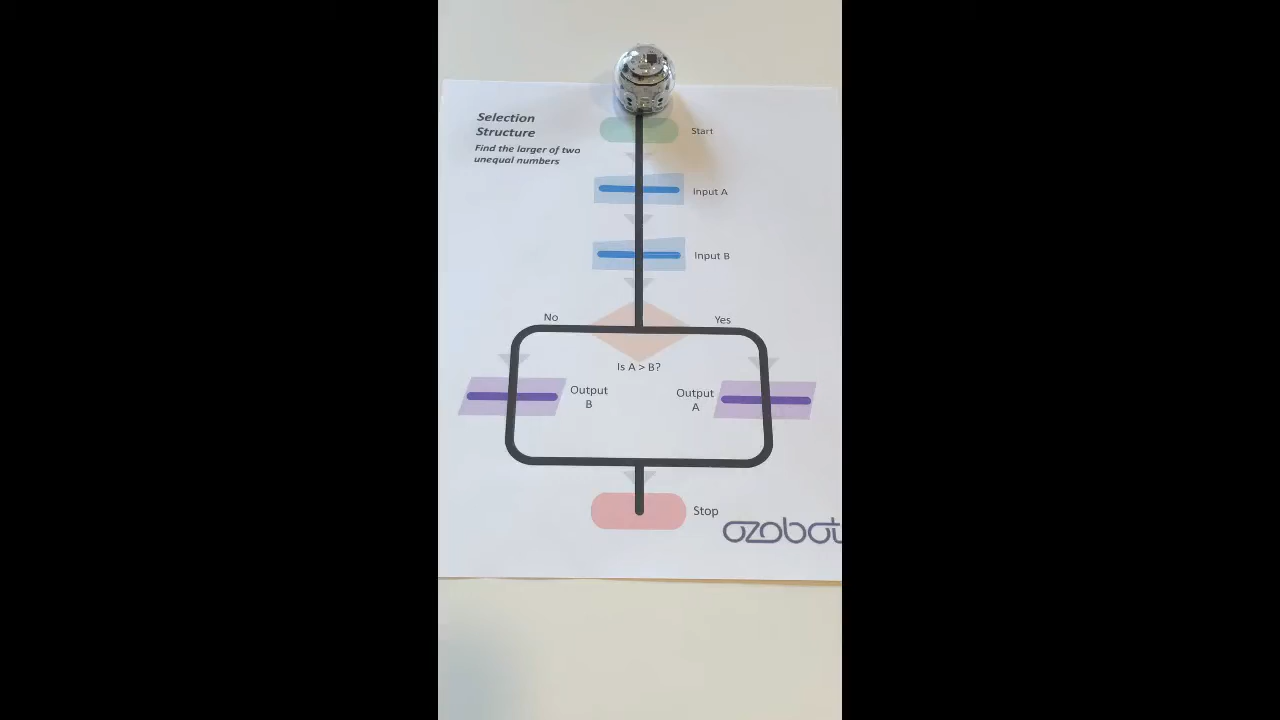 Selection
Structure
Find the larger of two
unequal numbers
Start
Input A
Input B
No
Yes
Is A > B?
Output
B
Output
A
Stop
ozobot